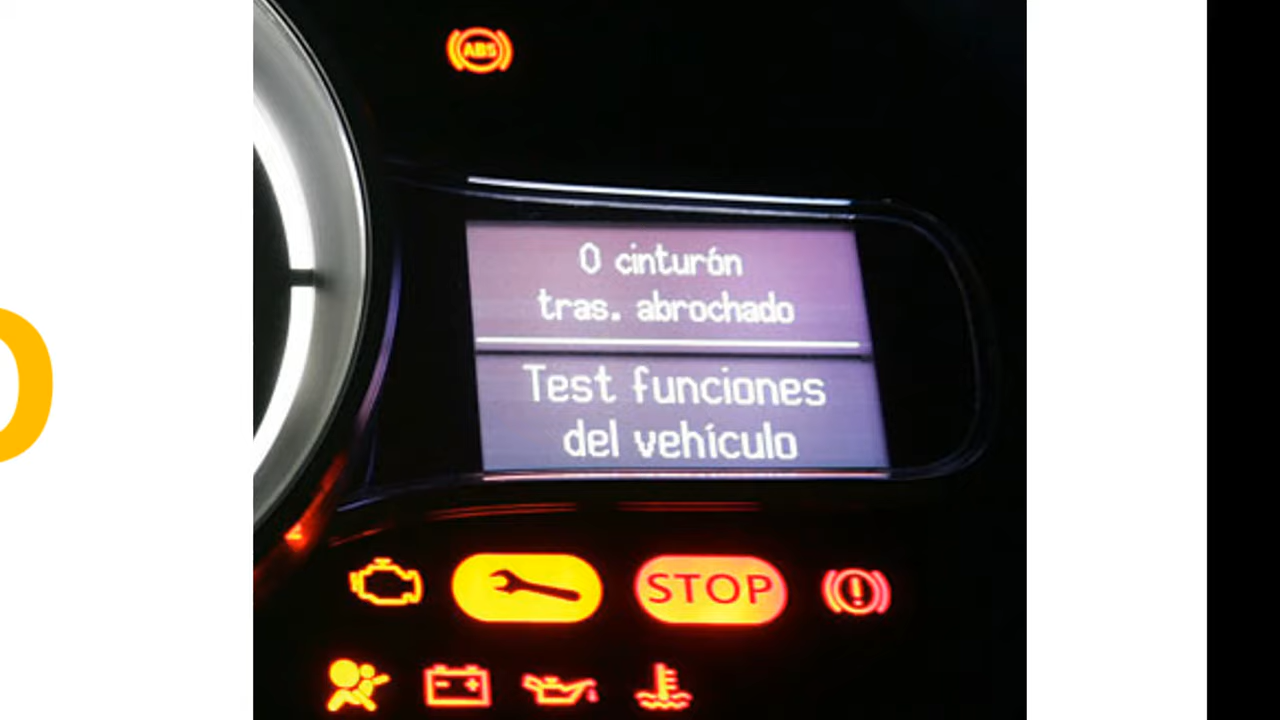 ABS
0 cinturón
tras. abrochado
Test funciones
del vehículo
STOP